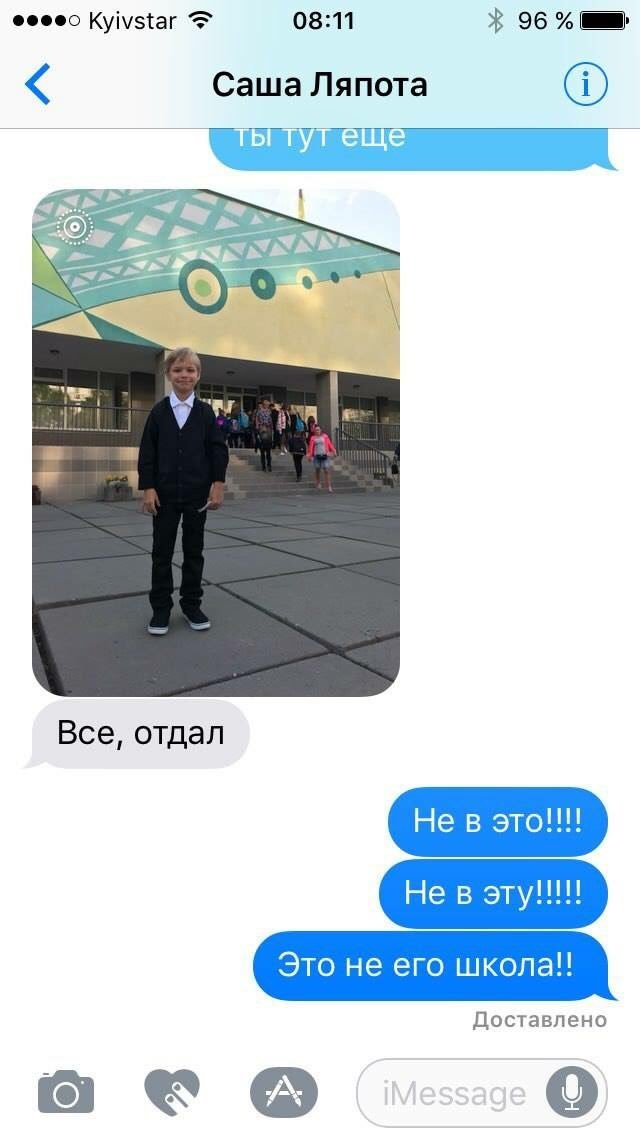 Kyivstar 08:11 96 %
Саша Ляпота
ты тут еще
Все, отдал
Не в это!!!!
Не в эту!!!!!
Это не его школа!!
Доставлено
iMessage